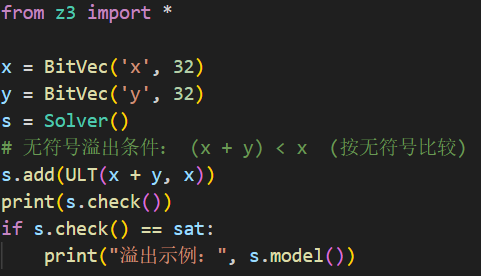 from z3 import *
x = BitVec('x', 32)
y = BitVec('y', 32)
s = Solver()
# 无符号溢出条件： (x + y) < x （按无符号比较)
s.add(ULT(x + y, x))
print(s.check())
if s.check() == sat:
    print("溢出示例：", s.model())